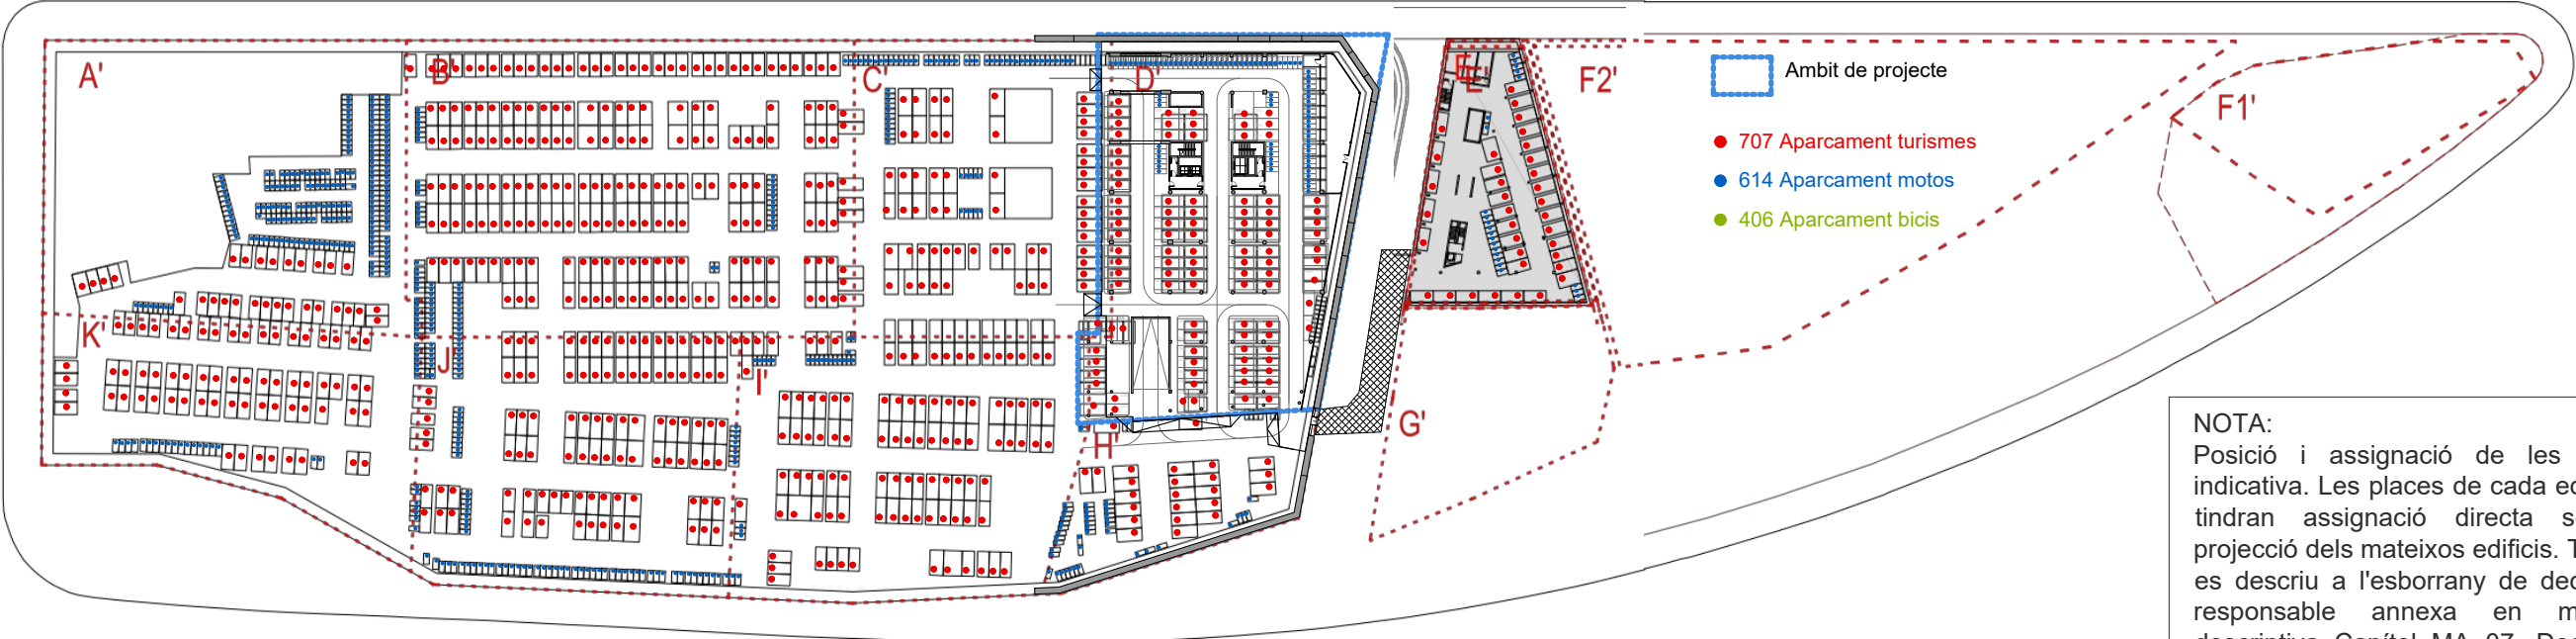 A'
B'
C'
D'
E
E'
F2'
F1'
K'
J
I'
H'
G'
Ambit de projecte
707 Aparcament turismes
614 Aparcament motos
406 Aparcament bicis
NOTA:
Posició i assignació de les
indicativa. Les places de cada
tindran assignació directa
projecció dels mateixos edificis.
es descriu a l'esborrany de
responsable annexa en